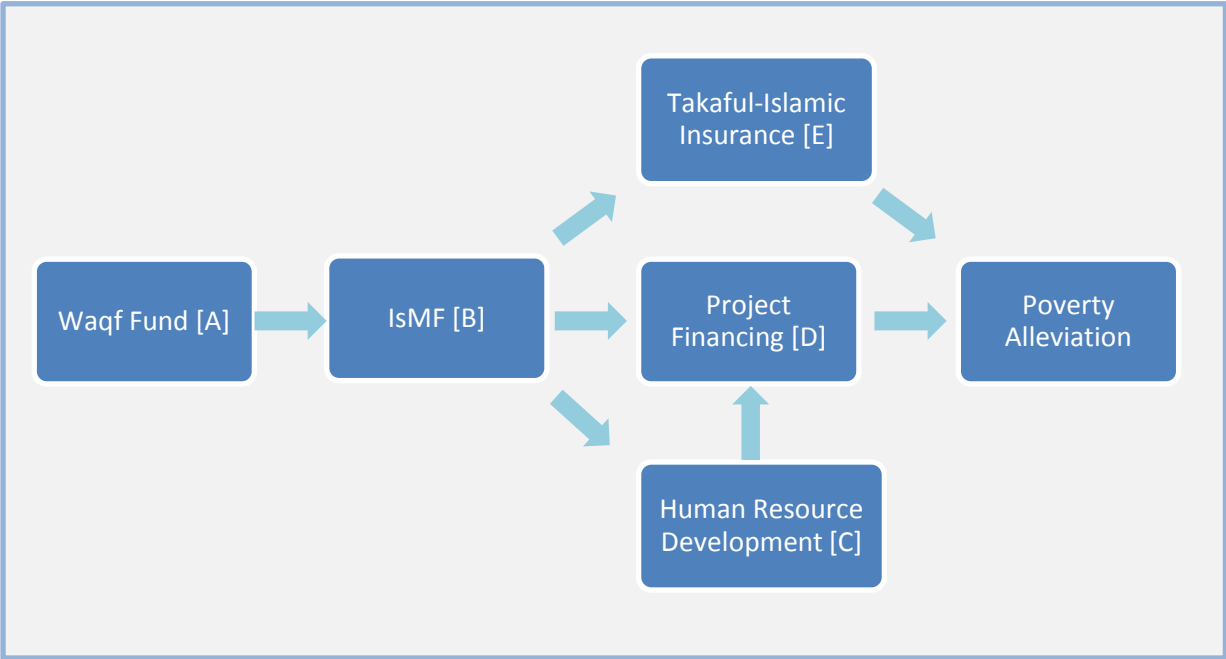 Takaful-Islamic
Insurance [E]
Waqf Fund [A]
IsMF [B]
Project
Financing [D]
Poverty
Alleviation
Human Resource
Development [C]